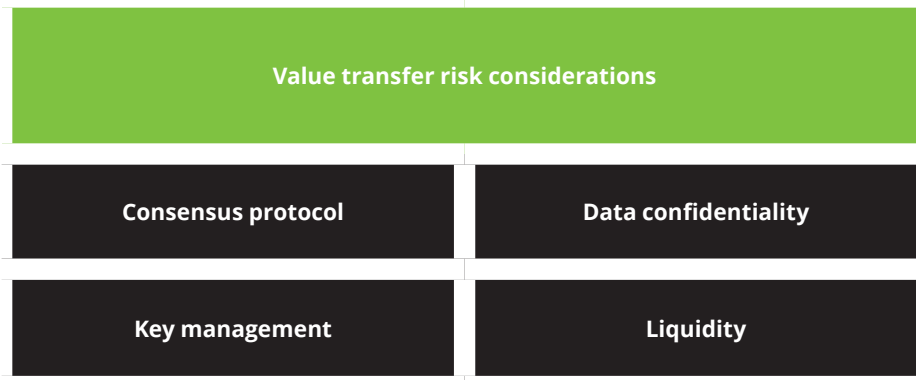 Value transfer risk considerations
Consensus protocol
Data confidentiality
Key management
Liquidity